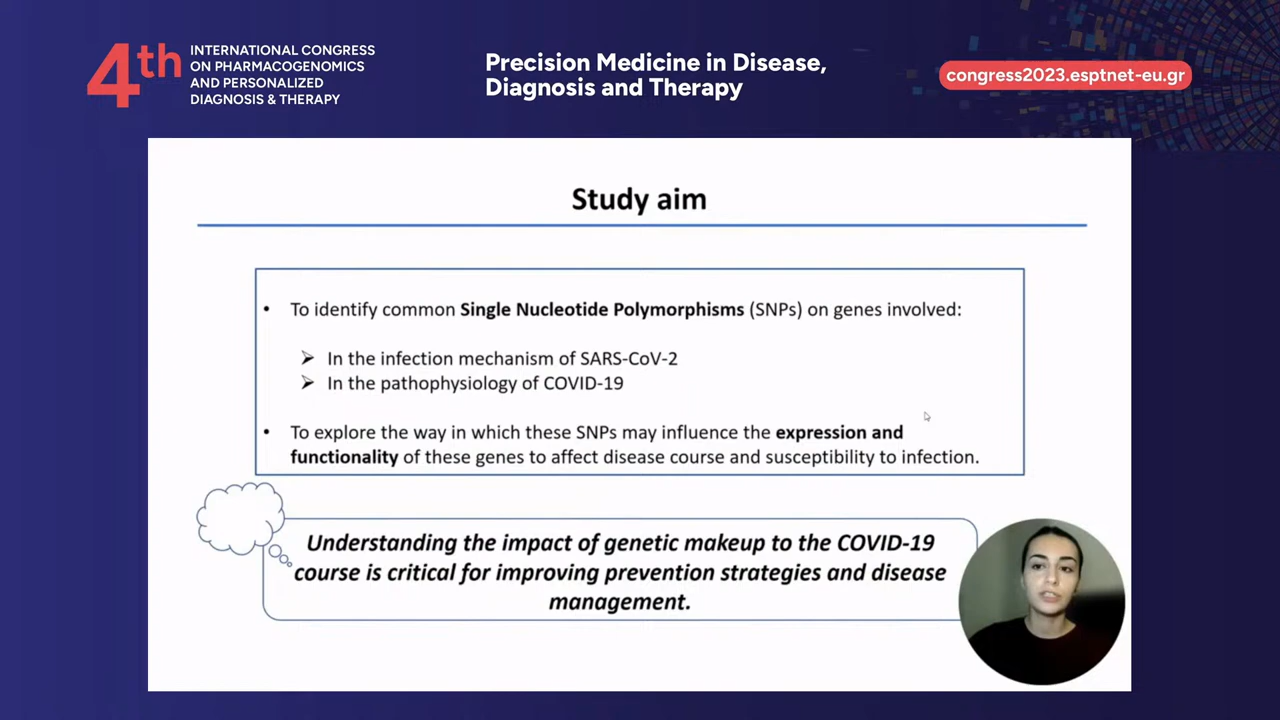 4th
INTERNATIONAL CONGRESS
ON PHARMACOGENOMICS
AND PERSONALIZED
DIAGNOSIS & THERAPY
Precision Medicine in Disease,
Diagnosis and Therapy
congress2023.esptnet-eu.gr
Study aim
• To identify common Single Nucleotide Polymorphisms (SNPs) on genes involved:
➢ In the infection mechanism of SARS-CoV-2
➢ In the pathophysiology of COVID-19
• To explore the way in which these SNPs may influence the expression and
functionality of these genes to affect disease course and susceptibility to infection.
Understanding the impact of genetic makeup to the COVID-19
course is critical for improving prevention strategies and disease
management.